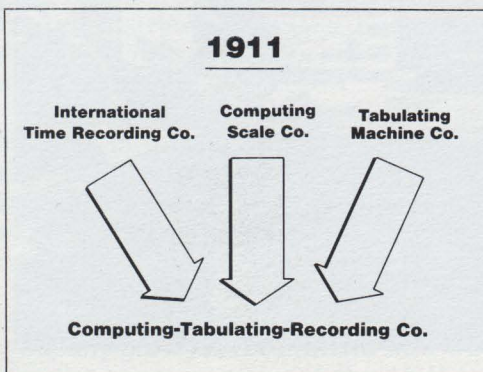 1911
International
Time Recording Co.
Computing
Scale Co.
Tabulating
Machine Co.
Computing-Tabulating-Recording Co.